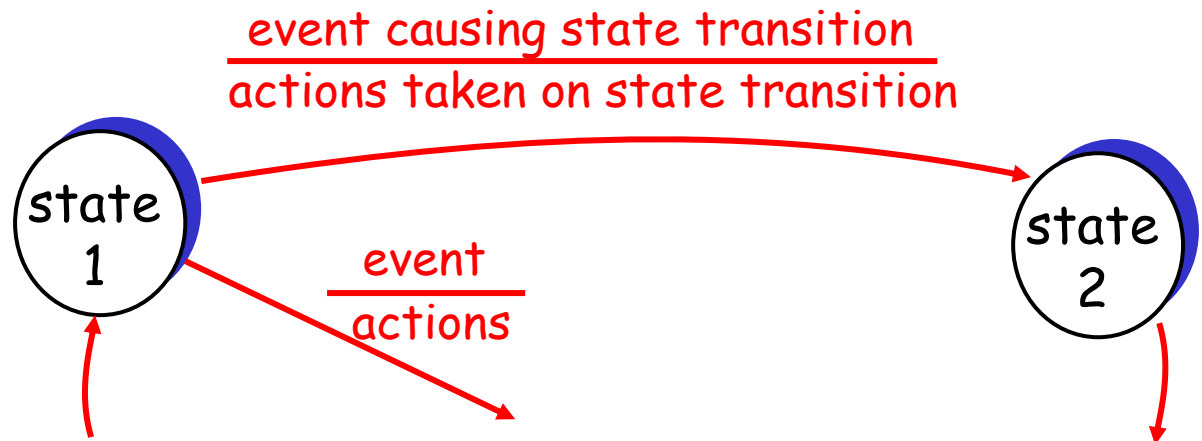 event causing state transition
actions taken on state transition
state
1
state
2
event
actions